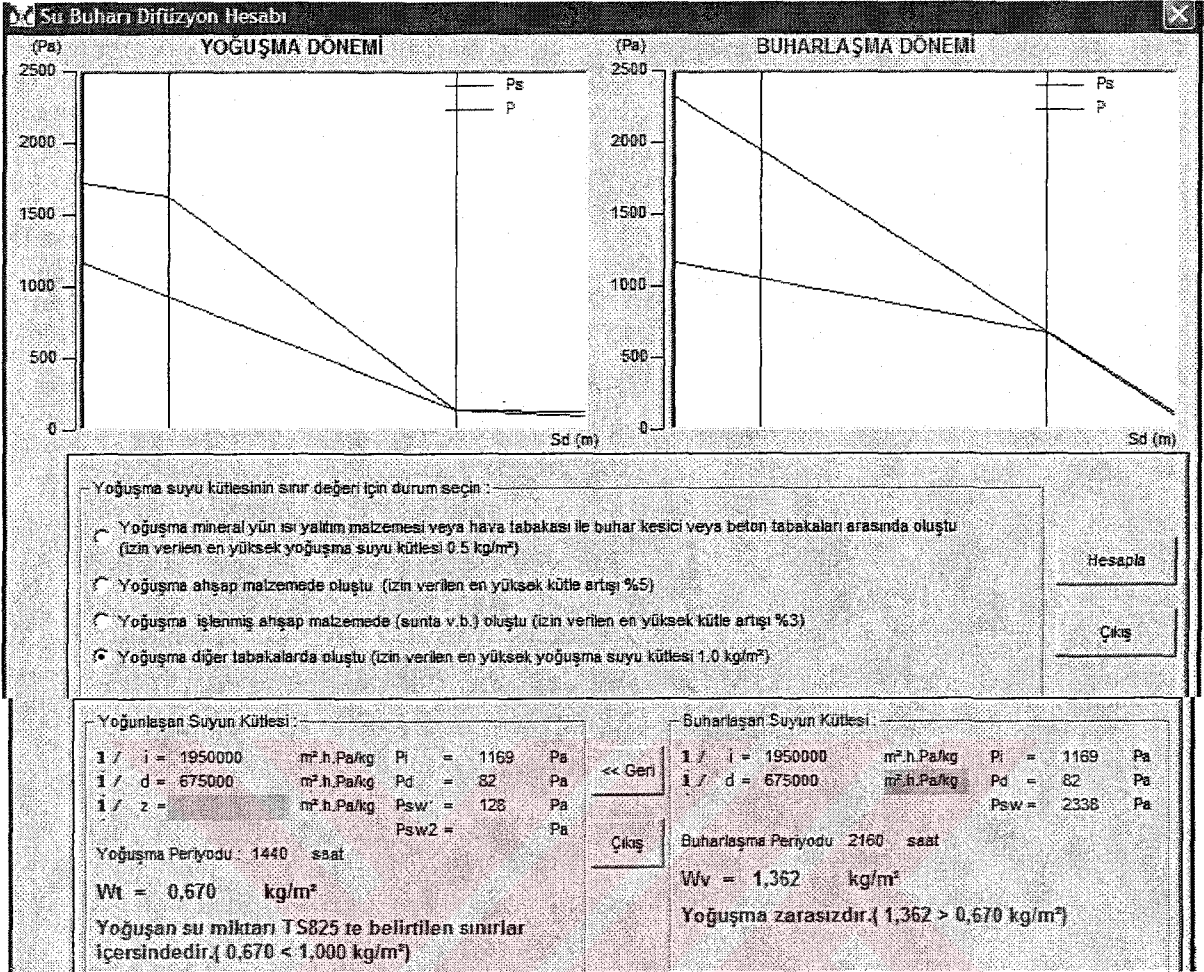 Su Buharı Difüzyon Hesabı
(Pa)
YOĞUŞMA DÖNEMİ
2500
2000
1500
1000
500
0
Ps
P
Sd (m)
(Pa)
BUHARLAŞMA DÖNEMİ
2500
2000
1500
1000
500
0
Ps
P
Sd (m)
Yoğuşma suyu kütlesinin sınır değeri için durum seçin :
Yoğuşma mineral yün ısı yalıtım malzemesi veya hava tabakası ile buhar kesici veya beton tabakaları arasında oluştu
(izin verilen en yüksek yoğuşma suyu kütlesi 0.5 kg/m²)
Yoğuşma ahşap malzemede oluştu (izin verilen en yüksek kütle artışı %5)
Yoğuşma işlenmiş ahşap malzemede (sunta v.b.) oluştu (izin verilen en yüksek kütle artışı %3)
Yoğuşma diğer tabakalarda oluştu (izin verilen en yüksek yoğuşma suyu kütlesi 1.0 kg/m²)
Hesapla
Çıkış
Yoğunlaşan Suyun Kütlesi :
1 / i = 1950000 m².h.Pa/kg Pi = 1169 Pa
1 / d = 675000 m².h.Pa/kg Pd = 82 Pa
1 / z = m².h.Pa/kg Psw1 = 128 Pa
Psw2 = Pa
Yoğuşma Periyodu : 1440 saat
Wt = 0,670 kg/m²
Yoğuşan su miktarı TS825 te belirtilen sınırlar
içersindedir.( 0,670 < 1,000 kg/m²)
<< Geri
Çıkış
Buharlaşan Suyun Kütlesi :
1 / i = 1950000 m².h.Pa/kg Pi = 1169 Pa
1 / d = 675000 m².h.Pa/kg Pd = 82 Pa
Psw = 2338 Pa
Buharlaşma Periyodu 2160 saat
Wv = 1,362 kg/m²
Yoğuşma zarasızdır.( 1,362 > 0,670 kg/m²)